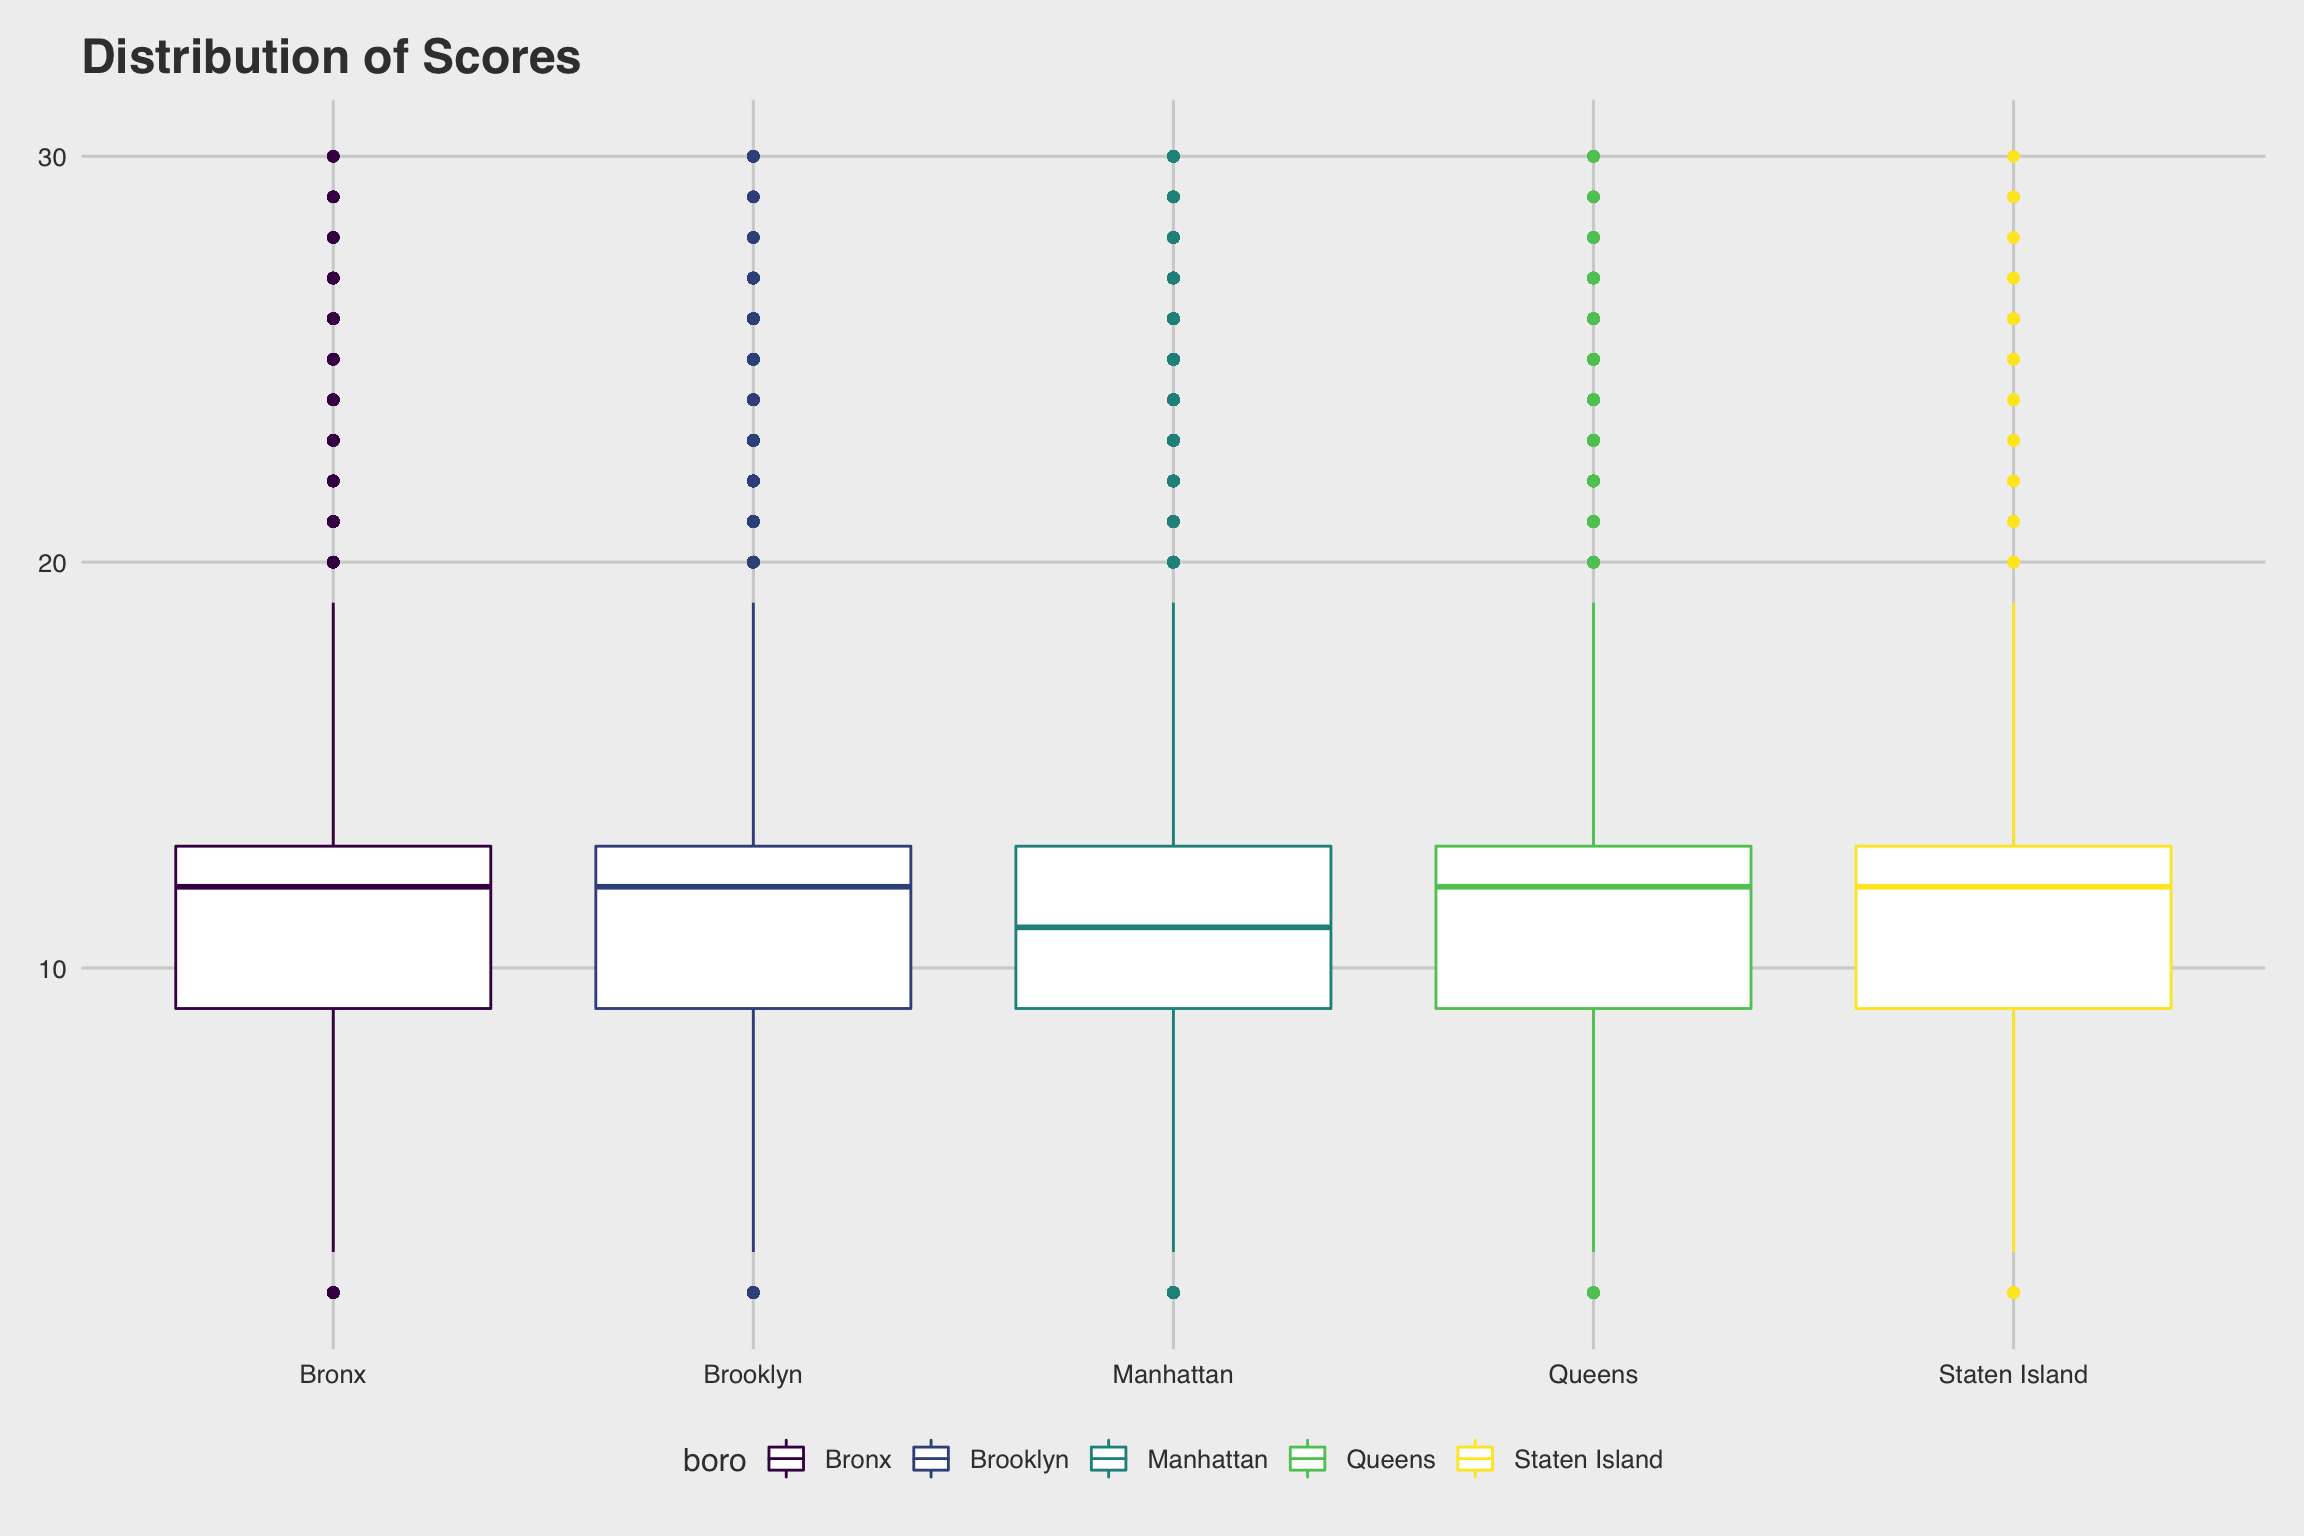 Distribution of Scores
30
20
10
Bronx Brooklyn Manhattan Queens Staten Island
boro Bronx Brooklyn Manhattan Queens Staten Island